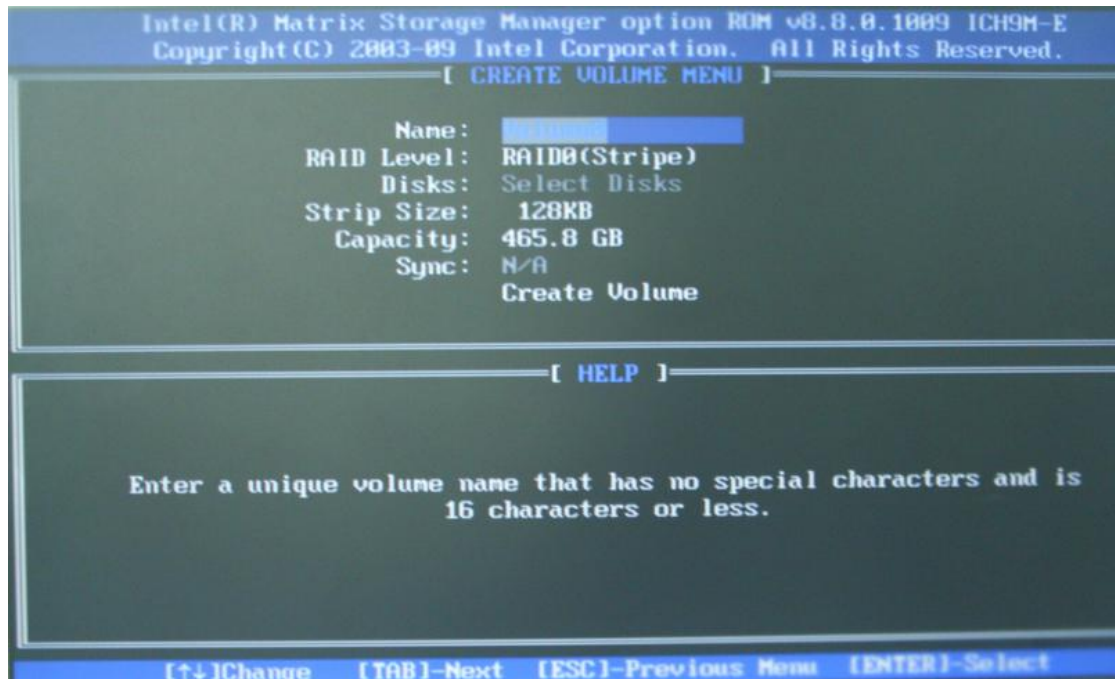 Intel(R) Matrix Storage Manager option ROM v8.8.0.1009 ICH9M-E
Copyright(C) 2003-09 Intel Corporation. All Rights Reserved.
[ CREATE VOLUME MENU ]
Name: Volume0
RAID Level: RAID0(Stripe)
Disks: Select Disks
Strip Size: 128KB
Capacity: 465.8 GB
Sync: N/A
Create Volume
[ HELP ]
Enter a unique volume name that has no special characters and is
16 characters or less.
[↑↓]Change [TAB]-Next [ESC]-Previous Menu [ENTER]-Select